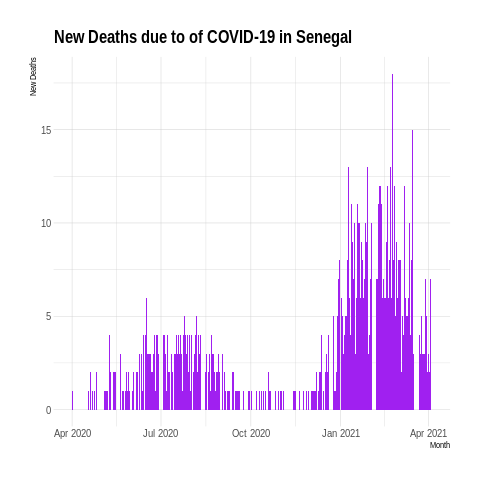 New Deaths due to of COVID-19 in Senegal
New Deaths
15
10
5
0
Apr 2020 Jul 2020 Oct 2020 Jan 2021 Apr 2021
Month